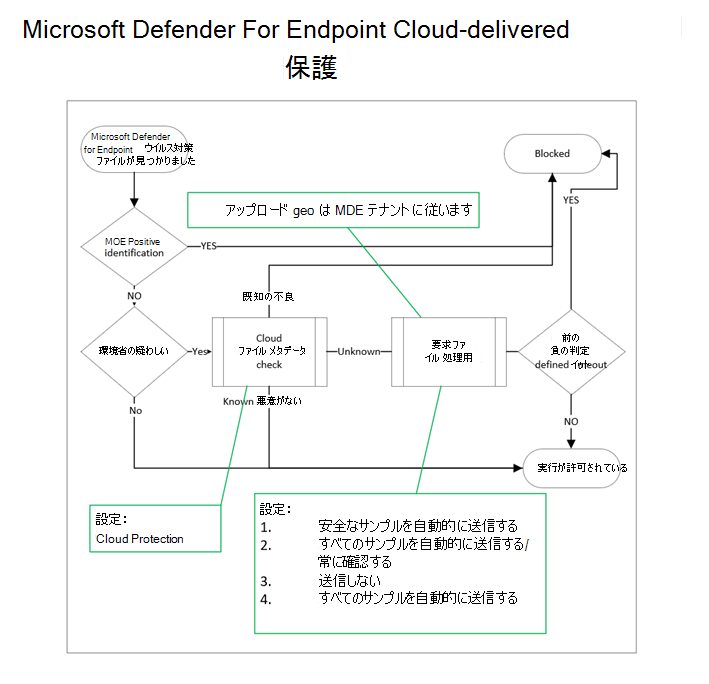 Microsoft Defender For Endpoint Cloud-delivered
保護
Microsoft Defender
for Endpoint ウイルス対策
ファイルが見つかりました
Blocked
アップロード geo は MDE テナントに従います
YES
MOE Positive
identification
YES
NO
既知の不良
環境省の疑わしい
Yes
Cloud
ファイル メタデータ
check
Unknown
要求ファ
イル 処理用
前の
負の判定
defined イの timeout
No
Known 悪意がない
NO
実行が許可されている
設定:
Cloud Protection
設定:
1. 安全なサンプルを自動的に送信する
2. すべてのサンプルを自動的に送信する/
常に確認する
3. 送信しない
4. すべてのサンプルを自動的に送信する